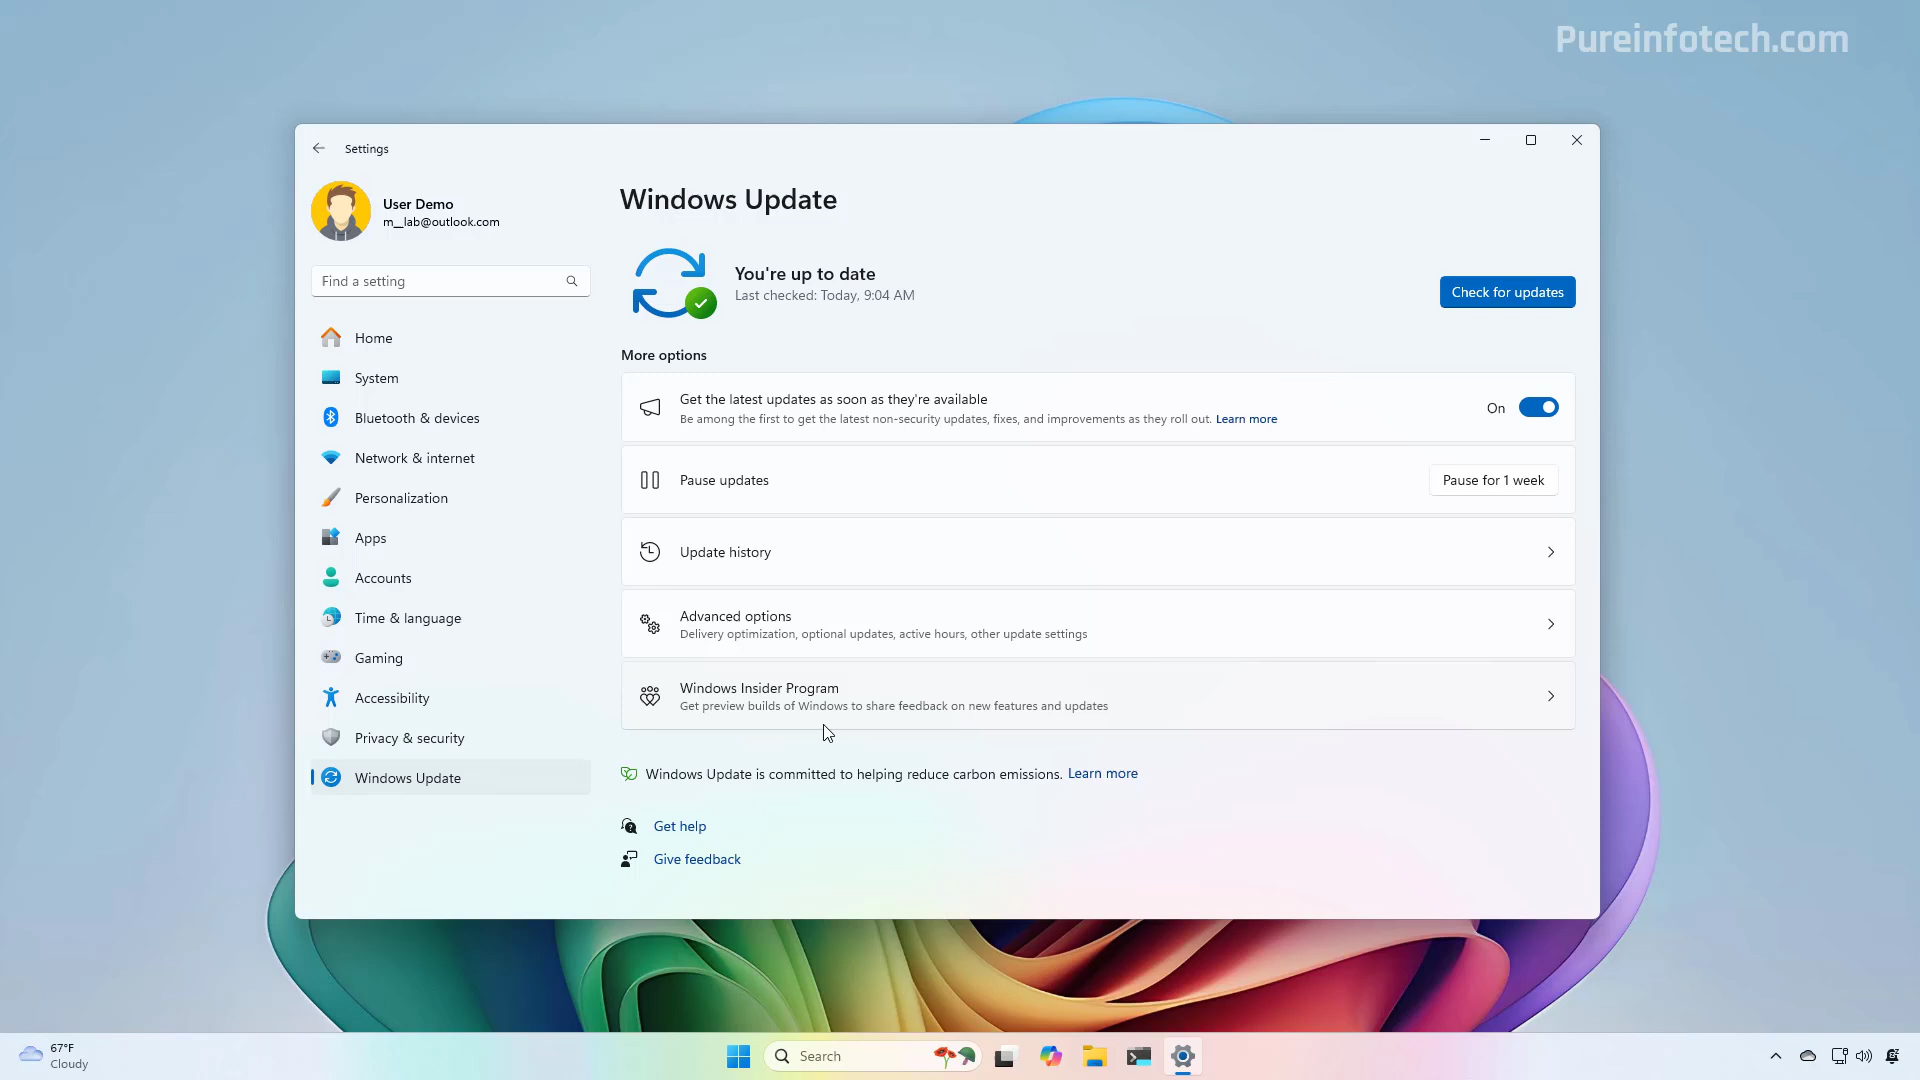 Pureinfotech.com
Settings
User Demo
m__lab@outlook.com
Find a setting
Home
System
Bluetooth & devices
Network & internet
Personalization
Apps
Accounts
Time & language
Gaming
Accessibility
Privacy & security
Windows Update
Windows Update
You're up to date
Last checked: Today, 9:04 AM
Check for updates
More options
Get the latest updates as soon as they're available
Be among the first to get the latest non-security updates, fixes, and improvements as they roll out. Learn more
On
Pause updates
Pause for 1 week
Update history
Advanced options
Delivery optimization, optional updates, active hours, other update settings
Windows Insider Program
Get preview builds of Windows to share feedback on new features and updates
Windows Update is committed to helping reduce carbon emissions. Learn more
Get help
Give feedback
67°F
Cloudy
Search